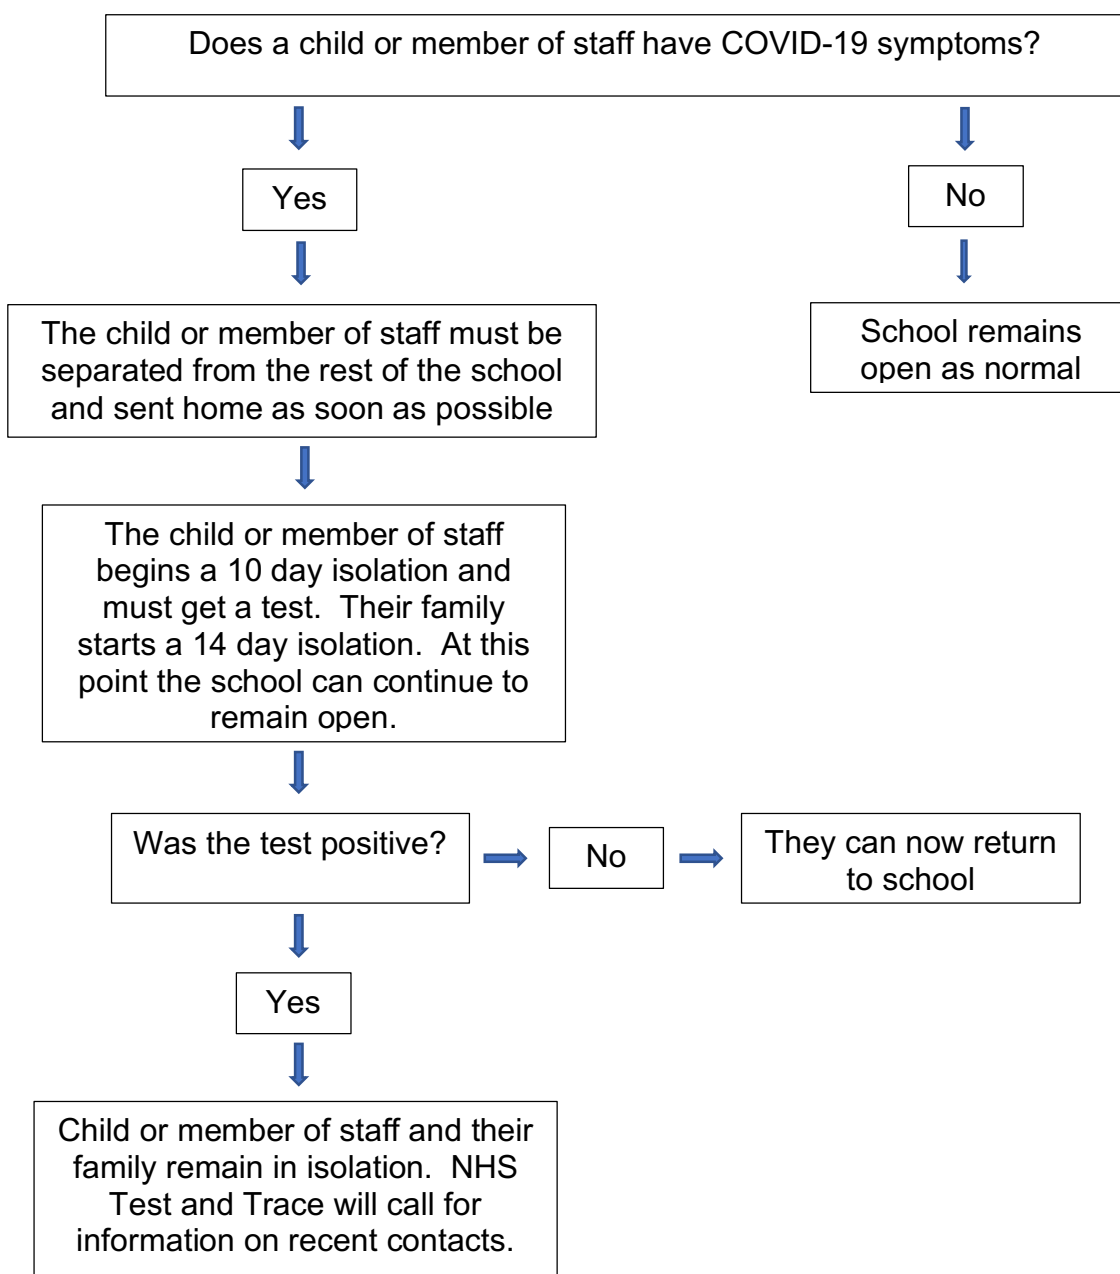 Does a child or member of staff have COVID-19 symptoms?
Yes
No
The child or member of staff must be
separated from the rest of the school
and sent home as soon as possible
School remains
open as normal
The child or member of staff
begins a 10 day isolation and
must get a test.  Their family
starts a 14 day isolation.  At this
point the school can continue to
remain open.
Was the test positive?
No
They can now return
to school
Yes
Child or member of staff and their
family remain in isolation.  NHS
Test and Trace will call for
information on recent contacts.